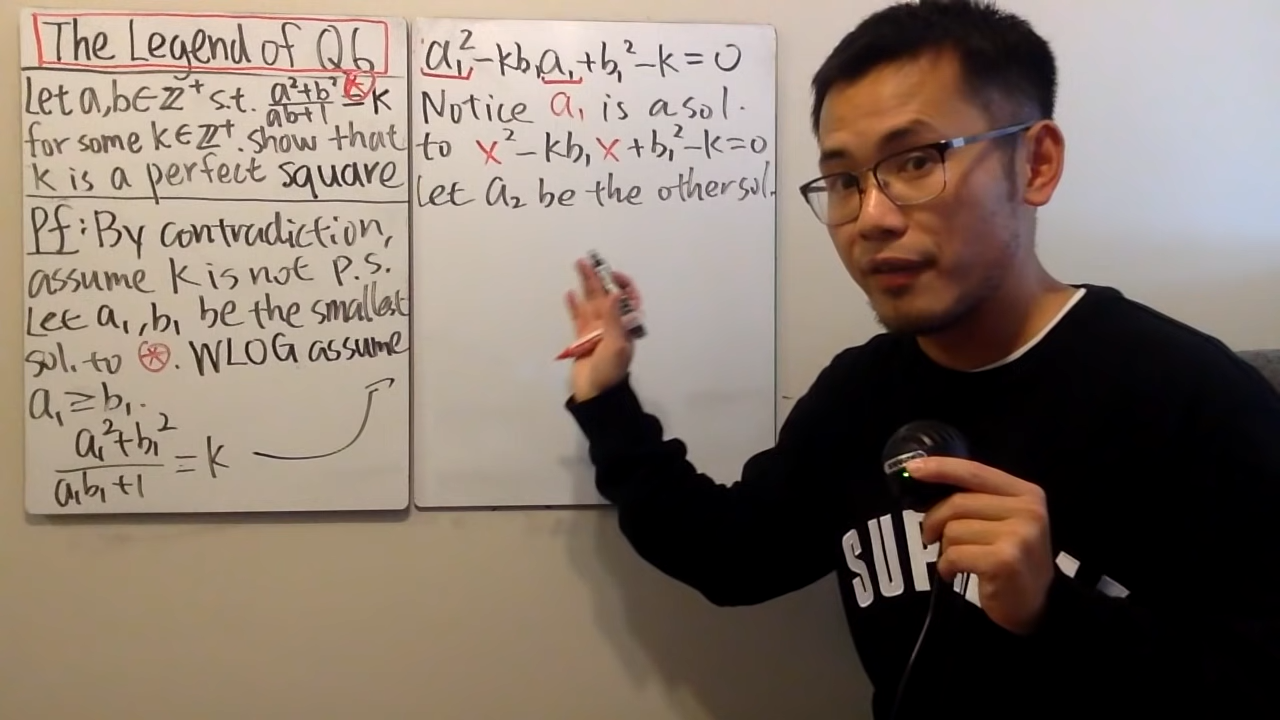 The Legend of Q6
Let a, b ∈ ℤ⁺ s.t. (a²+b²)/(ab+1) ⊛= k
for some k ∈ ℤ⁺. show that
k is a perfect square
Pf: By contradiction,
assume k is not P.S.
Let a₁, b₁ be the smallest
sol. to ⊛. WLOG assume
a₁ ≥ b₁.
(a₁²+b₁²)/(a₁b₁+1) = k
a₁² - kb₁a₁ + b₁² - k = 0
Notice a₁ is a sol.
to x² - kb₁x + b₁² - k = 0
Let a₂ be the other sol.
SUP